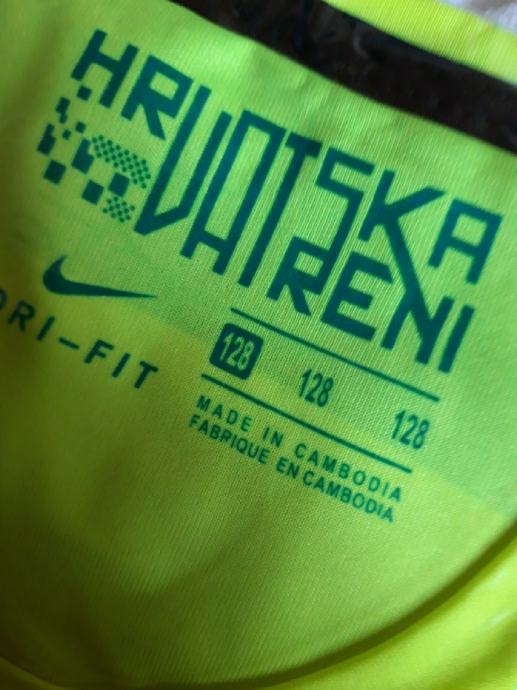 HRVATSKA
VATRENI
DRI-FIT
128 128 128
MADE IN CAMBODIA
FABRIQUE EN CAMBODIA